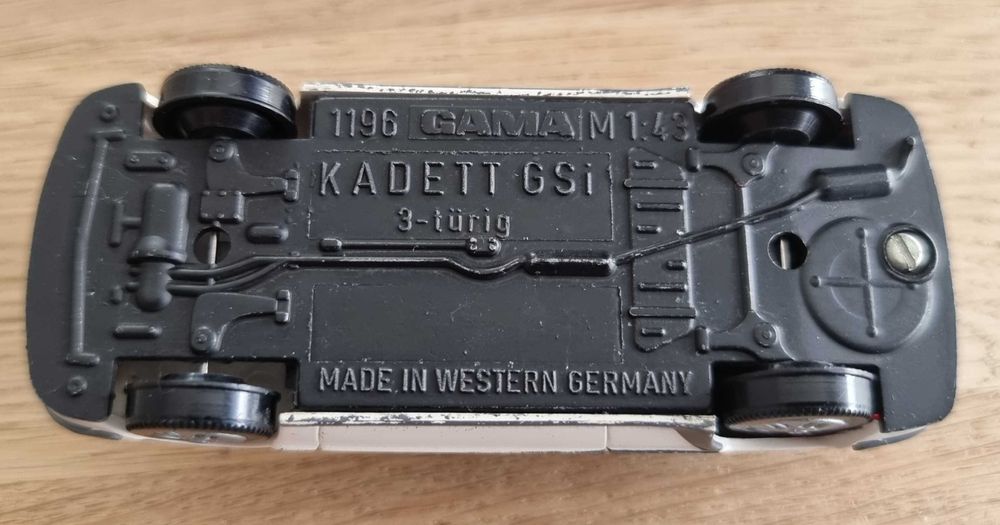 1196 GAMA M 1:43
KADETT GSi
3-türig
MADE IN WESTERN GERMANY